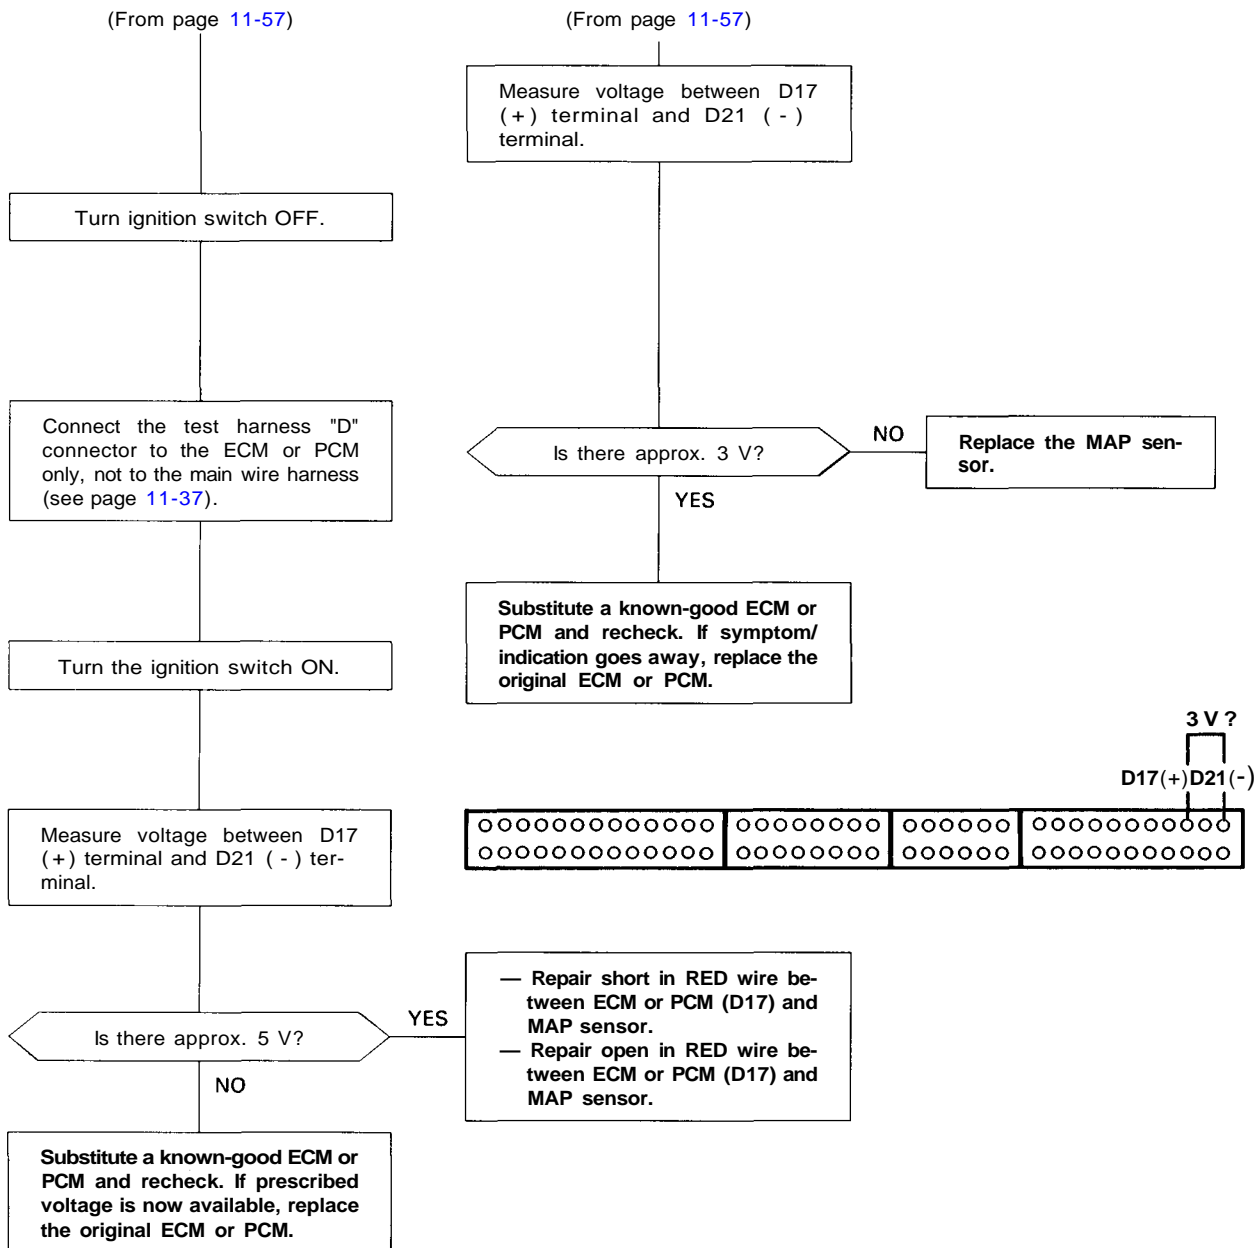 (From page 11-57)
Turn ignition switch OFF.
Connect the test harness "D"
connector to the ECM or PCM
only, not to the main wire harness
(see page 11-37).
Turn the ignition switch ON.
Measure voltage between D17
(+) terminal and D21 (-) ter-
minal.
Is there approx. 5 V?
YES
— Repair short in RED wire be-
tween ECM or PCM (D17) and
MAP sensor.
— Repair open in RED wire be-
tween ECM or PCM (D17) and
MAP sensor.
NO
Substitute a known-good ECM or
PCM and recheck. If prescribed
voltage is now available, replace
the original ECM or PCM.
(From page 11-57)
Measure voltage between D17
(+) terminal and D21 (-)
terminal.
Is there approx. 3 V?
NO
Replace the MAP sen-
sor.
YES
Substitute a known-good ECM or
PCM and recheck. If symptom/
indication goes away, replace the
original ECM or PCM.
3 V ?
D17(+) D21(-)